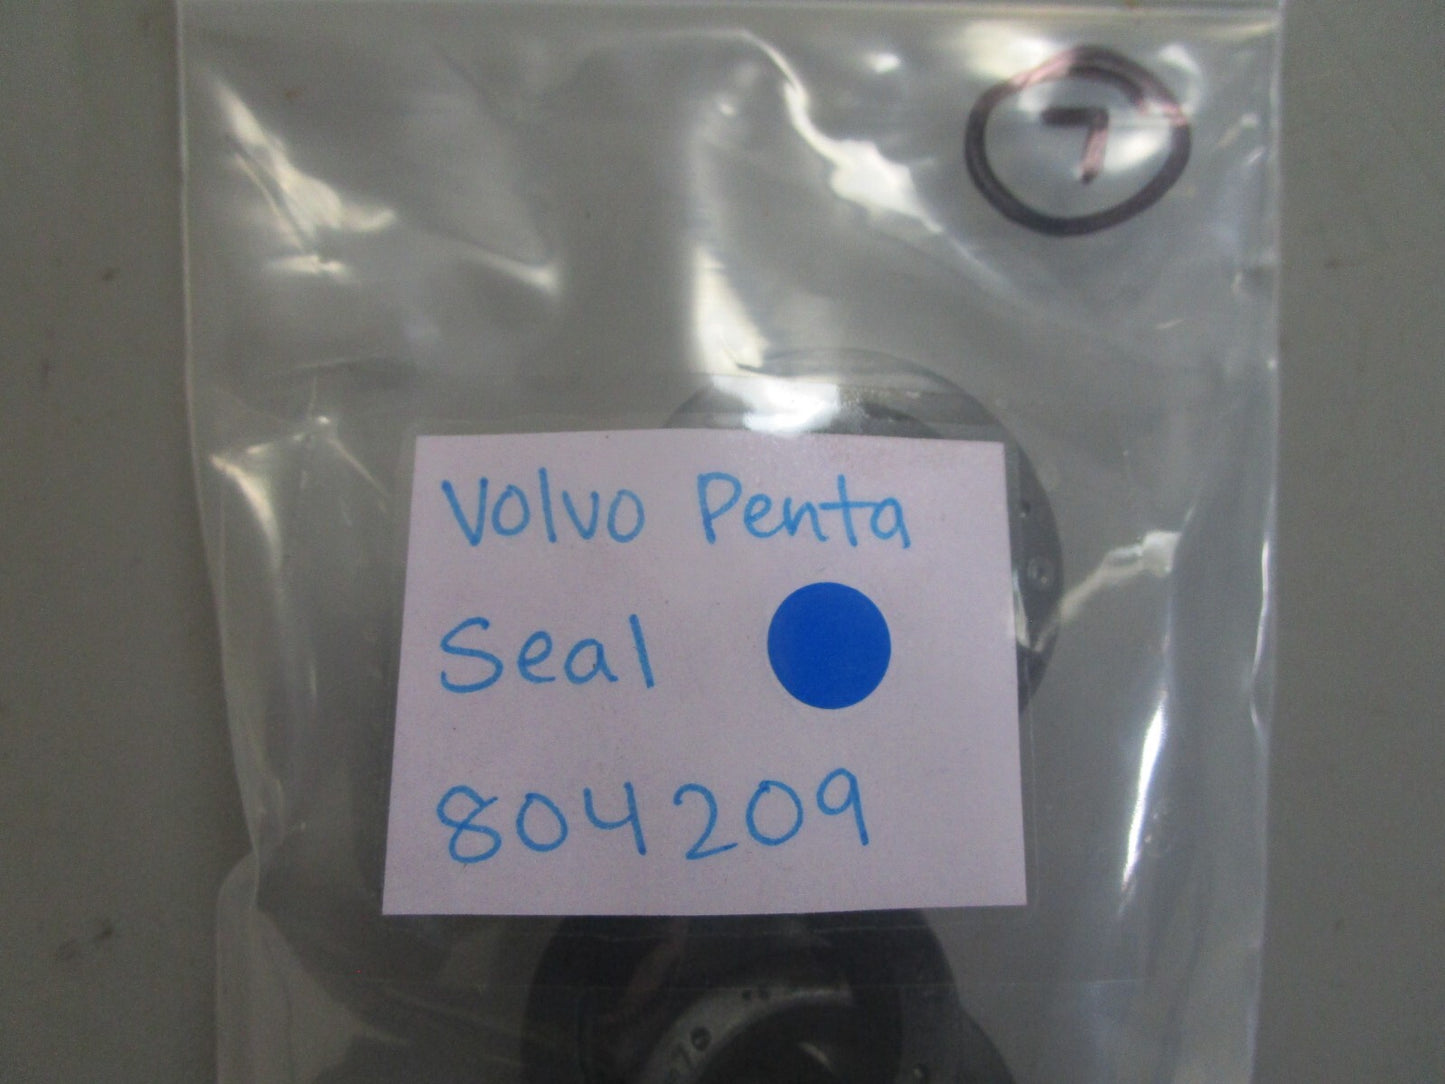 7
Volvo Penta
Seal
804209